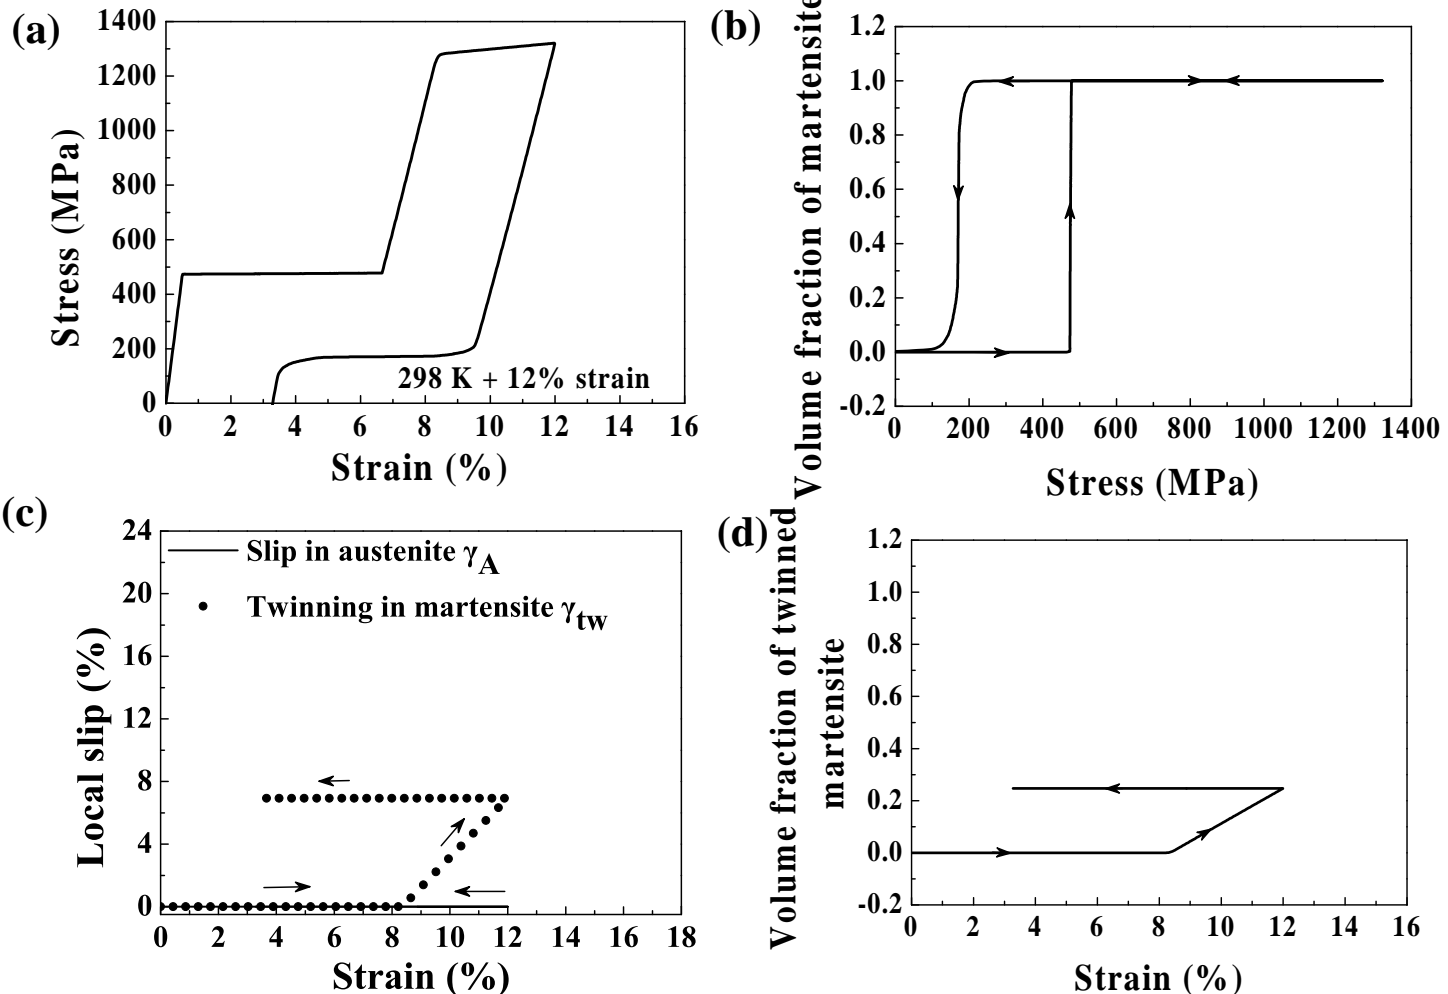 (a)
1400
1200
1000
800
600
400
200
0
Stress (MPa)
298 K + 12% strain
0 2 4 6 8 10 12 14 16
Strain (%)
(b)
1.2
1.0
0.8
0.6
0.4
0.2
0.0
-0.2
Volume fraction of martensite
0 200 400 600 800 1000 1200 1400
Stress (MPa)
(c)
24
20
16
12
8
4
0
Local slip (%)
Slip in austenite γA
Twinning in martensite γtw
0 2 4 6 8 10 12 14 16 18
Strain (%)
(d)
1.2
1.0
0.8
0.6
0.4
0.2
0.0
-0.2
Volume fraction of twinned
martensite
0 2 4 6 8 10 12 14 16
Strain (%)